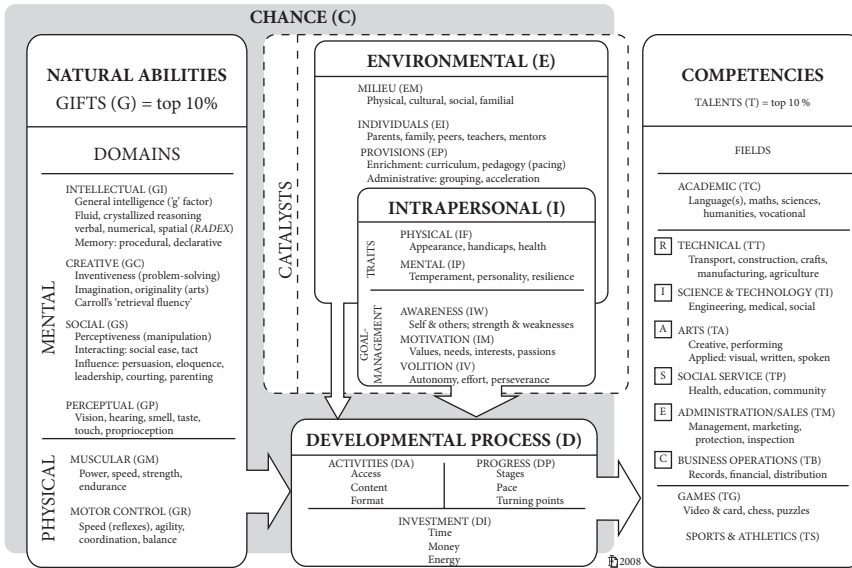 CHANCE (C)
NATURAL ABILITIES
GIFTS (G) = top 10%
DOMAINS
MENTAL
INTELLECTUAL (GI)
General intelligence ('g' factor)
Fluid, crystallized reasoning
verbal, numerical, spatial (RADEX)
Memory: procedural, declarative
CREATIVE (GC)
Inventiveness (problem-solving)
Imagination, originality (arts)
Carroll's 'retrieval fluency'
SOCIAL (GS)
Perceptiveness (manipulation)
Interacting: social ease, tact
Influence: persuasion, eloquence,
leadership, courting, parenting
PERCEPTUAL (GP)
Vision, hearing, smell, taste,
touch, proprioception
PHYSICAL
MUSCULAR (GM)
Power, speed, strength,
endurance
MOTOR CONTROL (GR)
Speed (reflexes), agility,
coordination, balance
CATALYSTS
ENVIRONMENTAL (E)
MILIEU (EM)
Physical, cultural, social, familial
INDIVIDUALS (EI)
Parents, family, peers, teachers, mentors
PROVISIONS (EP)
Enrichment: curriculum, pedagogy (pacing)
Administrative: grouping, acceleration
INTRAPERSONAL (I)
TRAITS
PHYSICAL (IF)
Appearance, handicaps, health
MENTAL (IP)
Temperament, personality, resilience
GOAL-
MANAGEMENT
AWARENESS (IW)
Self & others; strength & weaknesses
MOTIVATION (IM)
Values, needs, interests, passions
VOLITION (IV)
Autonomy, effort, perseverance
DEVELOPMENTAL PROCESS (D)
ACTIVITIES (DA)
Access
Content
Format
PROGRESS (DP)
Stages
Pace
Turning points
INVESTMENT (DI)
Time
Money
Energy
2008
COMPETENCIES
TALENTS (T) = top 10 %
FIELDS
ACADEMIC (TC)
Language(s), maths, sciences,
humanities, vocational
R TECHNICAL (TT)
Transport, construction, crafts,
manufacturing, agriculture
I SCIENCE & TECHNOLOGY (TI)
Engineering, medical, social
A ARTS (TA)
Creative, performing
Applied: visual, written, spoken
S SOCIAL SERVICE (TP)
Health, education, community
E ADMINISTRATION/SALES (TM)
Management, marketing,
protection, inspection
C BUSINESS OPERATIONS (TB)
Records, financial, distribution
GAMES (TG)
Video & card, chess, puzzles
SPORTS & ATHLETICS (TS)